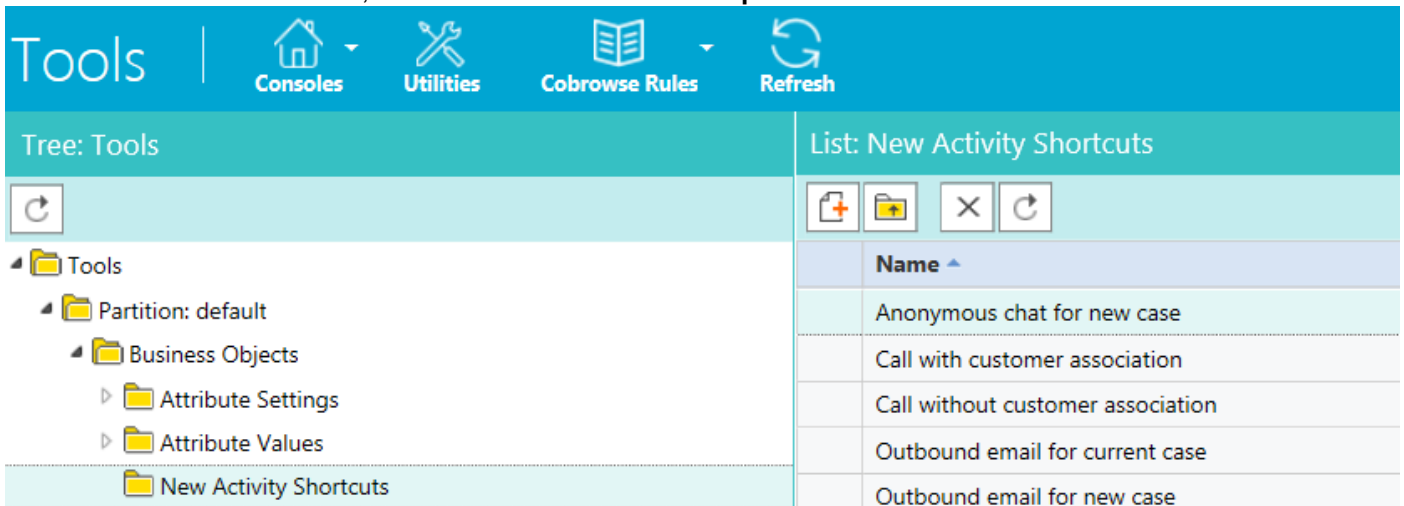 Tools
Consoles
Utilities
Cobrowse Rules
Refresh
Tree: Tools
List: New Activity Shortcuts
Tools
Partition: default
Business Objects
Attribute Settings
Attribute Values
New Activity Shortcuts
Name
Anonymous chat for new case
Call with customer association
Call without customer association
Outbound email for current case
Outbound email for new case